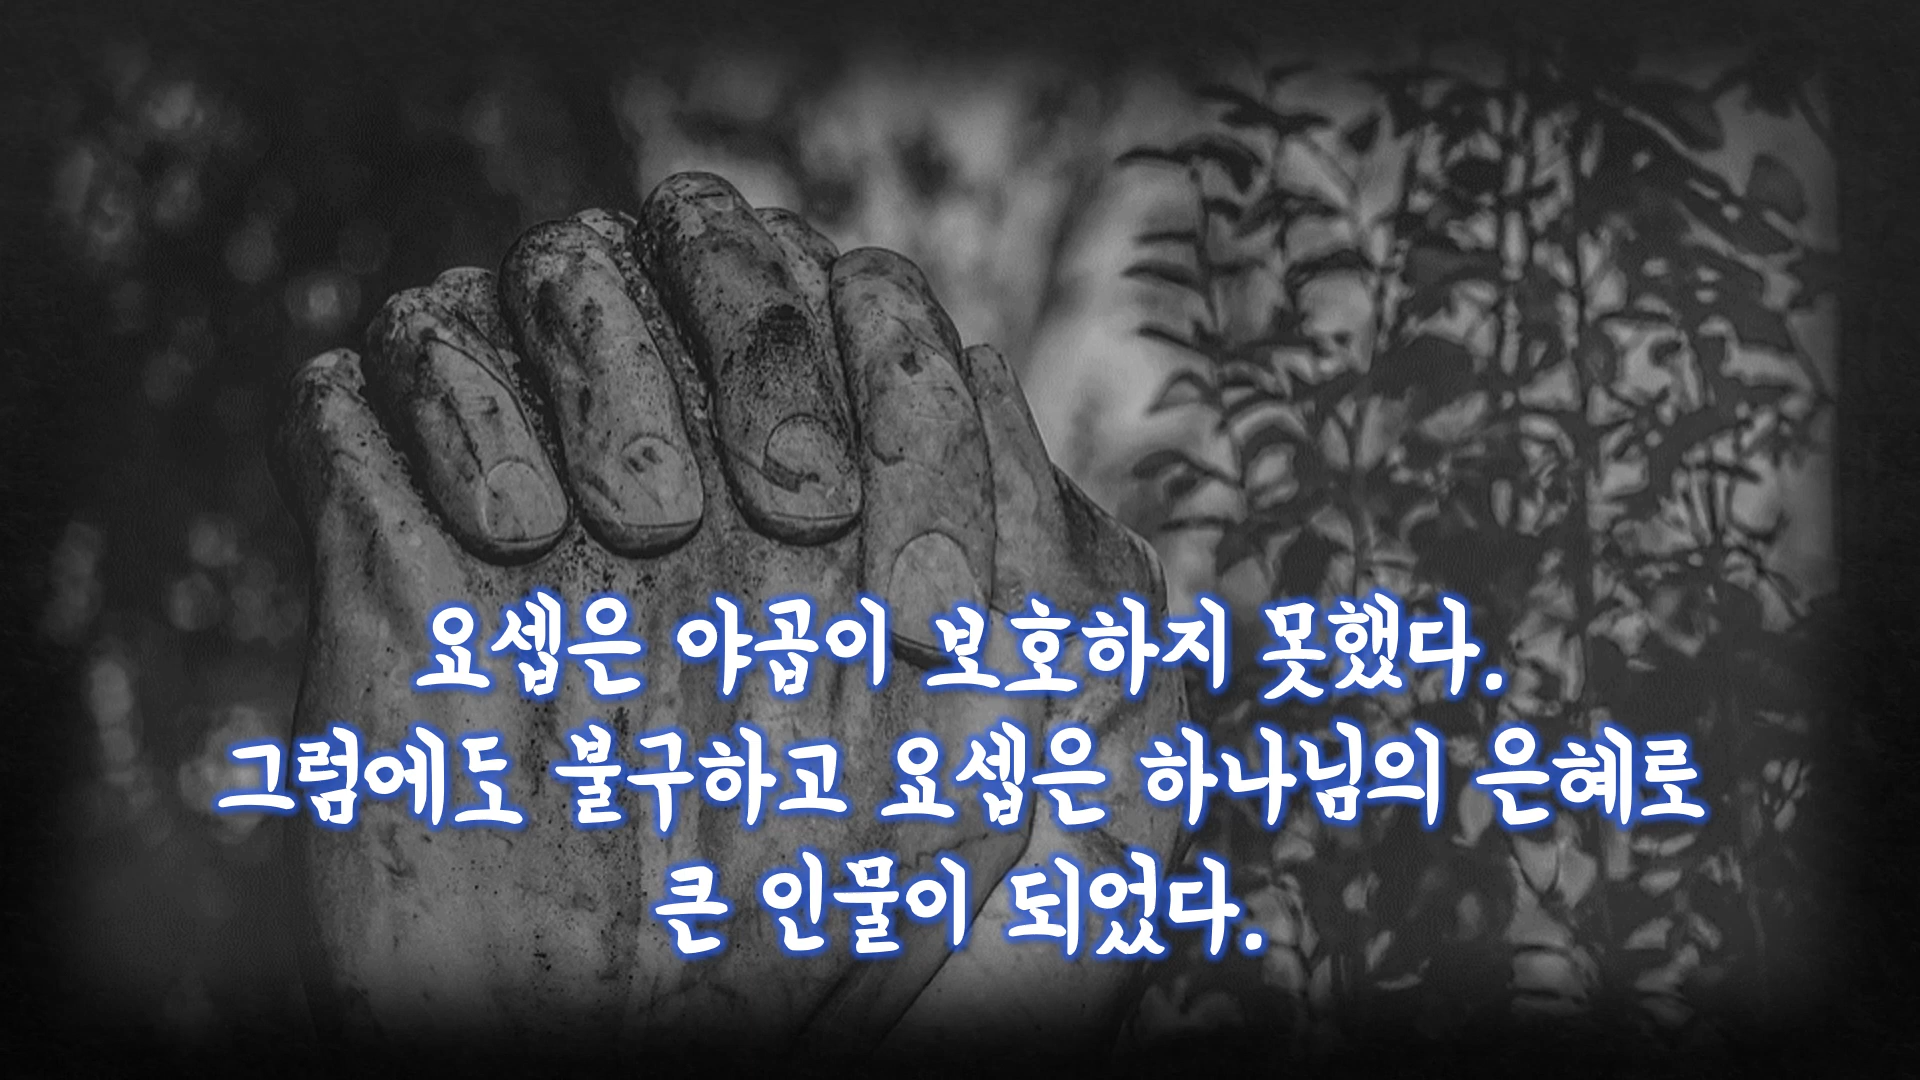 요셉은 야곱이 보호하지 못했다.
그럼에도 불구하고 요셉은 하나님의 은혜로
큰 인물이 되었다.